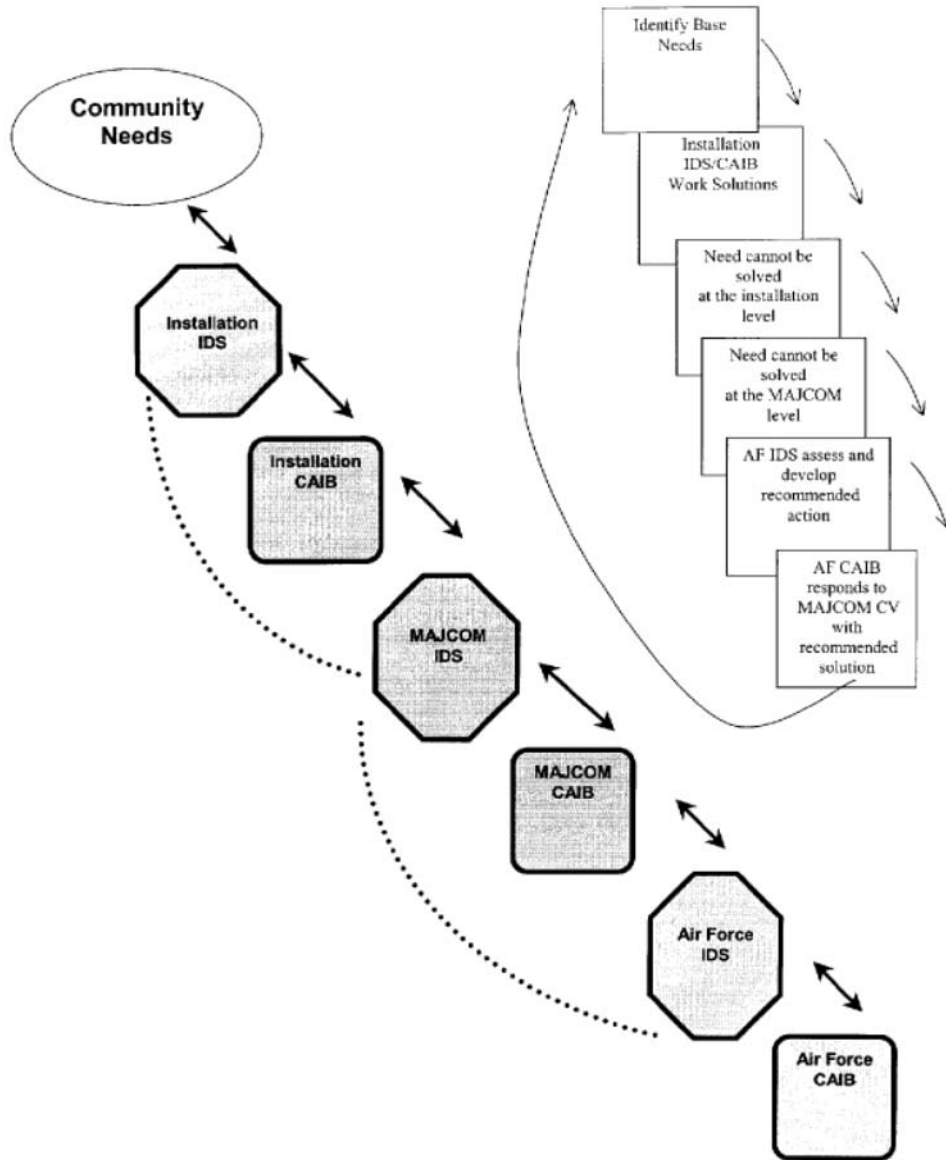 Community
Needs
Installation
IDS
Installation
CAIB
MAJCOM
IDS
MAJCOM
CAIB
Air Force
IDS
Air Force
CAIB
Identify Base
Needs
Installation
IDS/CAIB
Work Solutions
Need cannot be
solved
at the installation
level
Need cannot be
solved
at the MAJCOM
level
AF IDS assess and
develop
recommended
action
AF CAIB
responds to
MAJCOM CV
with
recommended
solution